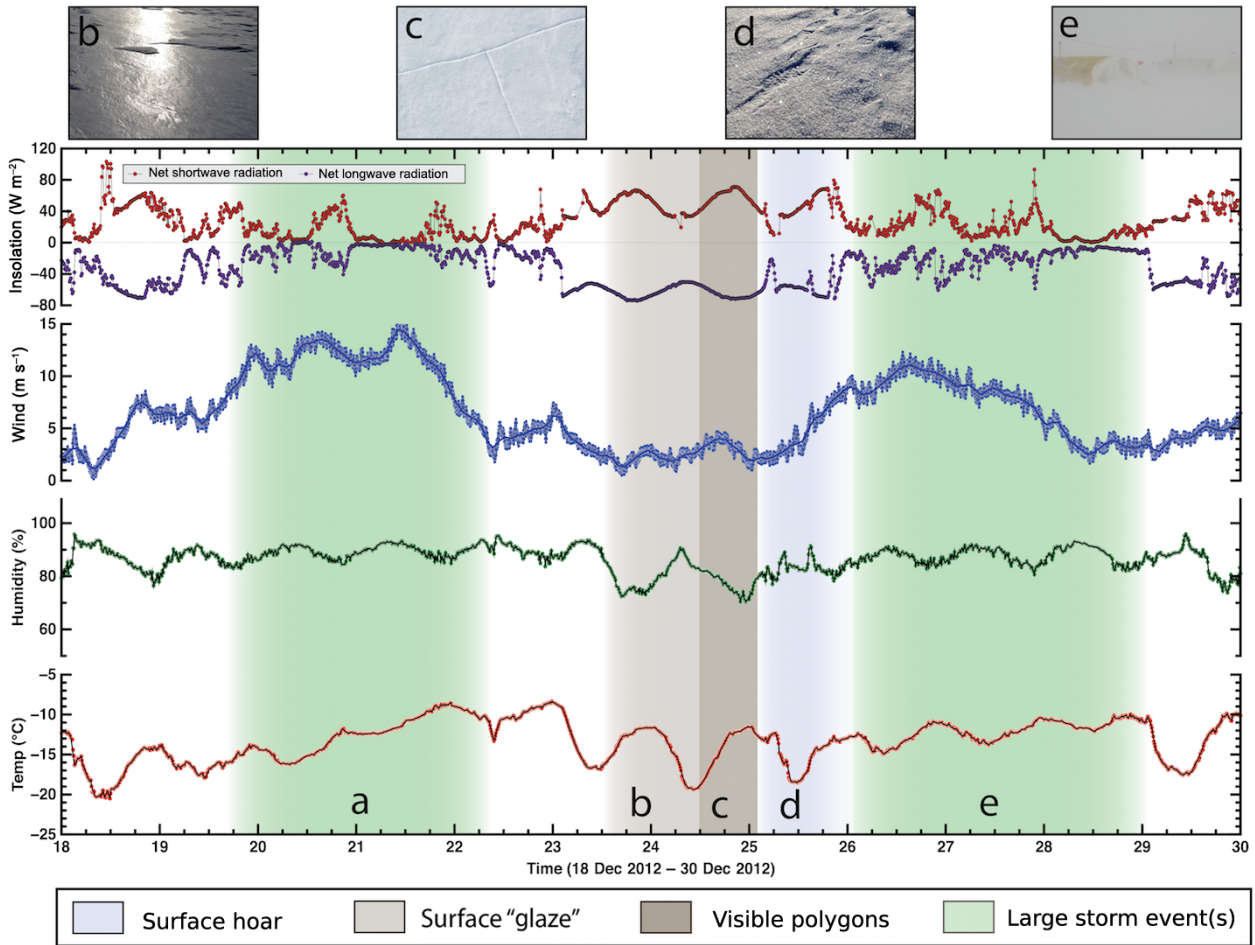 b
c
d
e
120
80
40
0
−40
−80
Insolation (W m⁻²)
Net shortwave radiation
Net longwave radiation
15
10
5
0
Wind (m s⁻¹)
100
80
60
Humidity (%)
−5
−10
−15
−20
−25
Temp (°C)
a
b
c
d
e
18 19 20 21 22 23 24 25 26 27 28 29 30
Time (18 Dec 2012 – 30 Dec 2012)
Surface hoar
Surface “glaze”
Visible polygons
Large storm event(s)